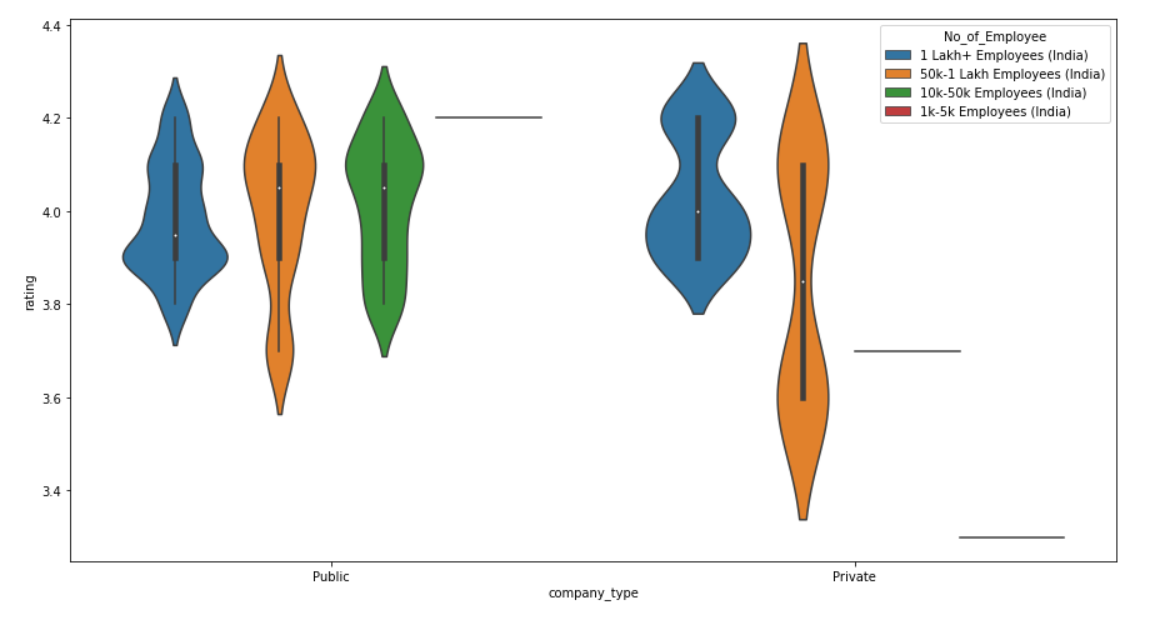 4.4
4.2
4.0
3.8
3.6
3.4
rating
No_of_Employee
1 Lakh+ Employees (India)
50k-1 Lakh Employees (India)
10k-50k Employees (India)
1k-5k Employees (India)
Public
Private
company_type